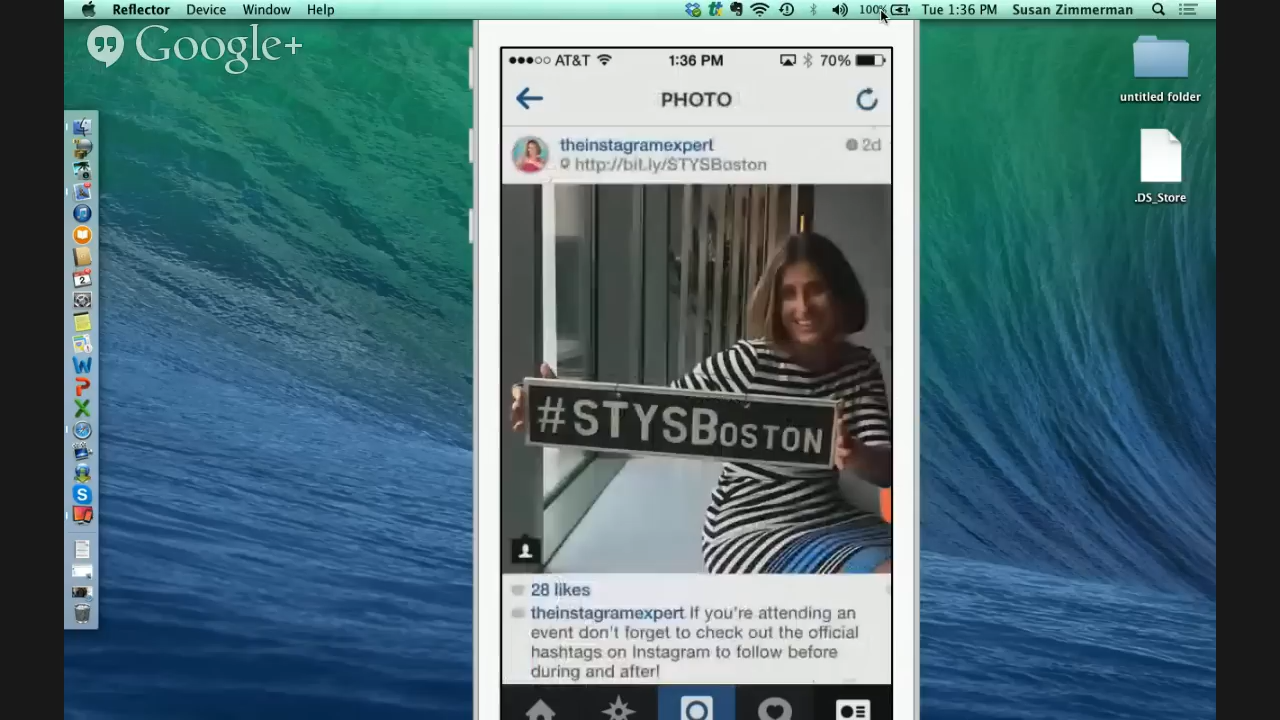 Reflector Device Window Help
100% Tue 1:36 PM Susan Zimmerman
Google+
untitled folder
.DS_Store
AT&T 1:36 PM 70%
PHOTO
theinstagramexpert 2d
http://bit.ly/STYSBoston
#STYSBOSTON
28 likes
theinstagramexpert If you're attending an
event don't forget to check out the official
hashtags on Instagram to follow before
during and after!